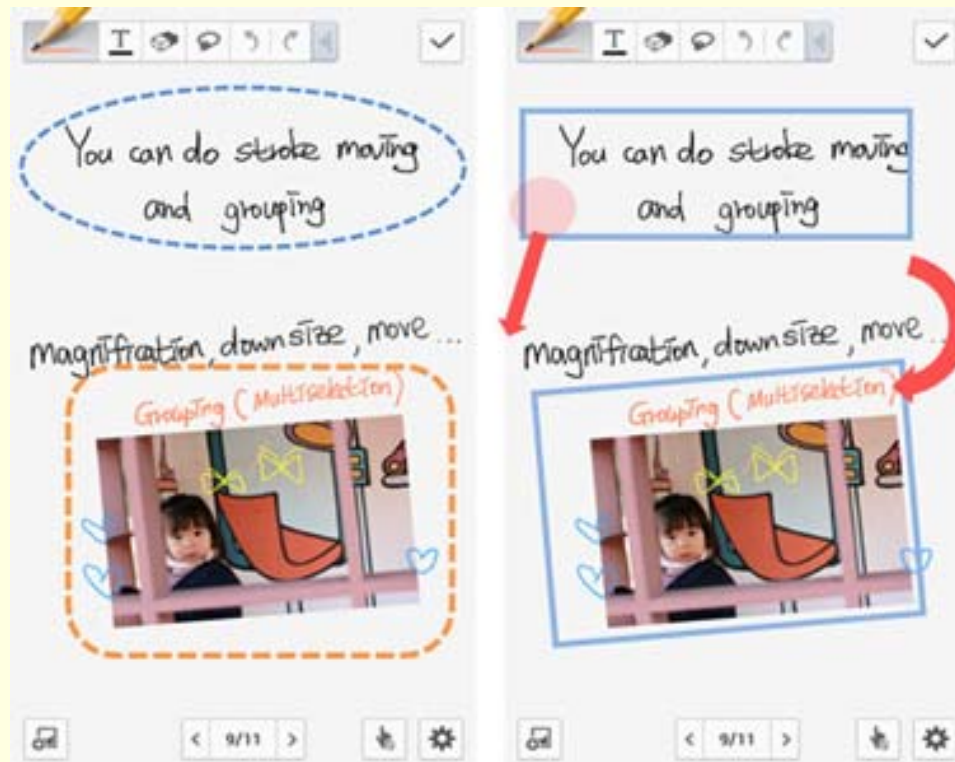 T
You can do stroke moving
and grouping
magnification, downsize, move...
Grouping (Multiselection)
< 9/11 >
T
You can do stroke moving
and grouping
magnification, downsize, move..
Grouping (Multiselection)
< 9/11 >